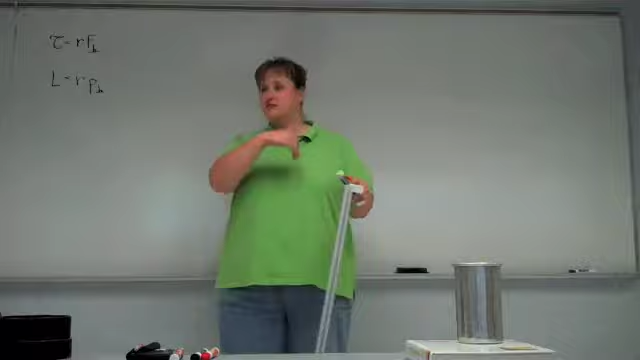 τ = rF⊥
L = rp⊥